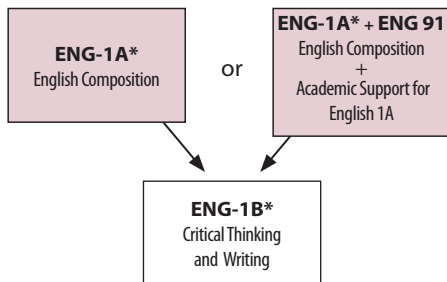 ENG-1A*
English Composition
or
ENG-1A* + ENG 91
English Composition
+
Academic Support for
English 1A
ENG-1B*
Critical Thinking
and Writing